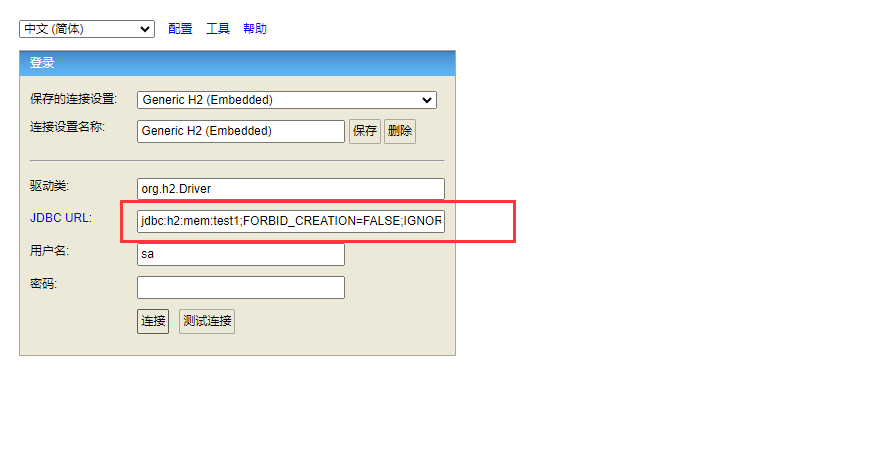 中文 (简体) 配置 工具 帮助
登录
保存的连接设置: Generic H2 (Embedded)
连接设置名称: Generic H2 (Embedded) 保存 删除
驱动类: org.h2.Driver
JDBC URL: jdbc:h2:mem:test1;FORBID_CREATION=FALSE;IGNOR
用户名: sa
密码:
连接 测试连接